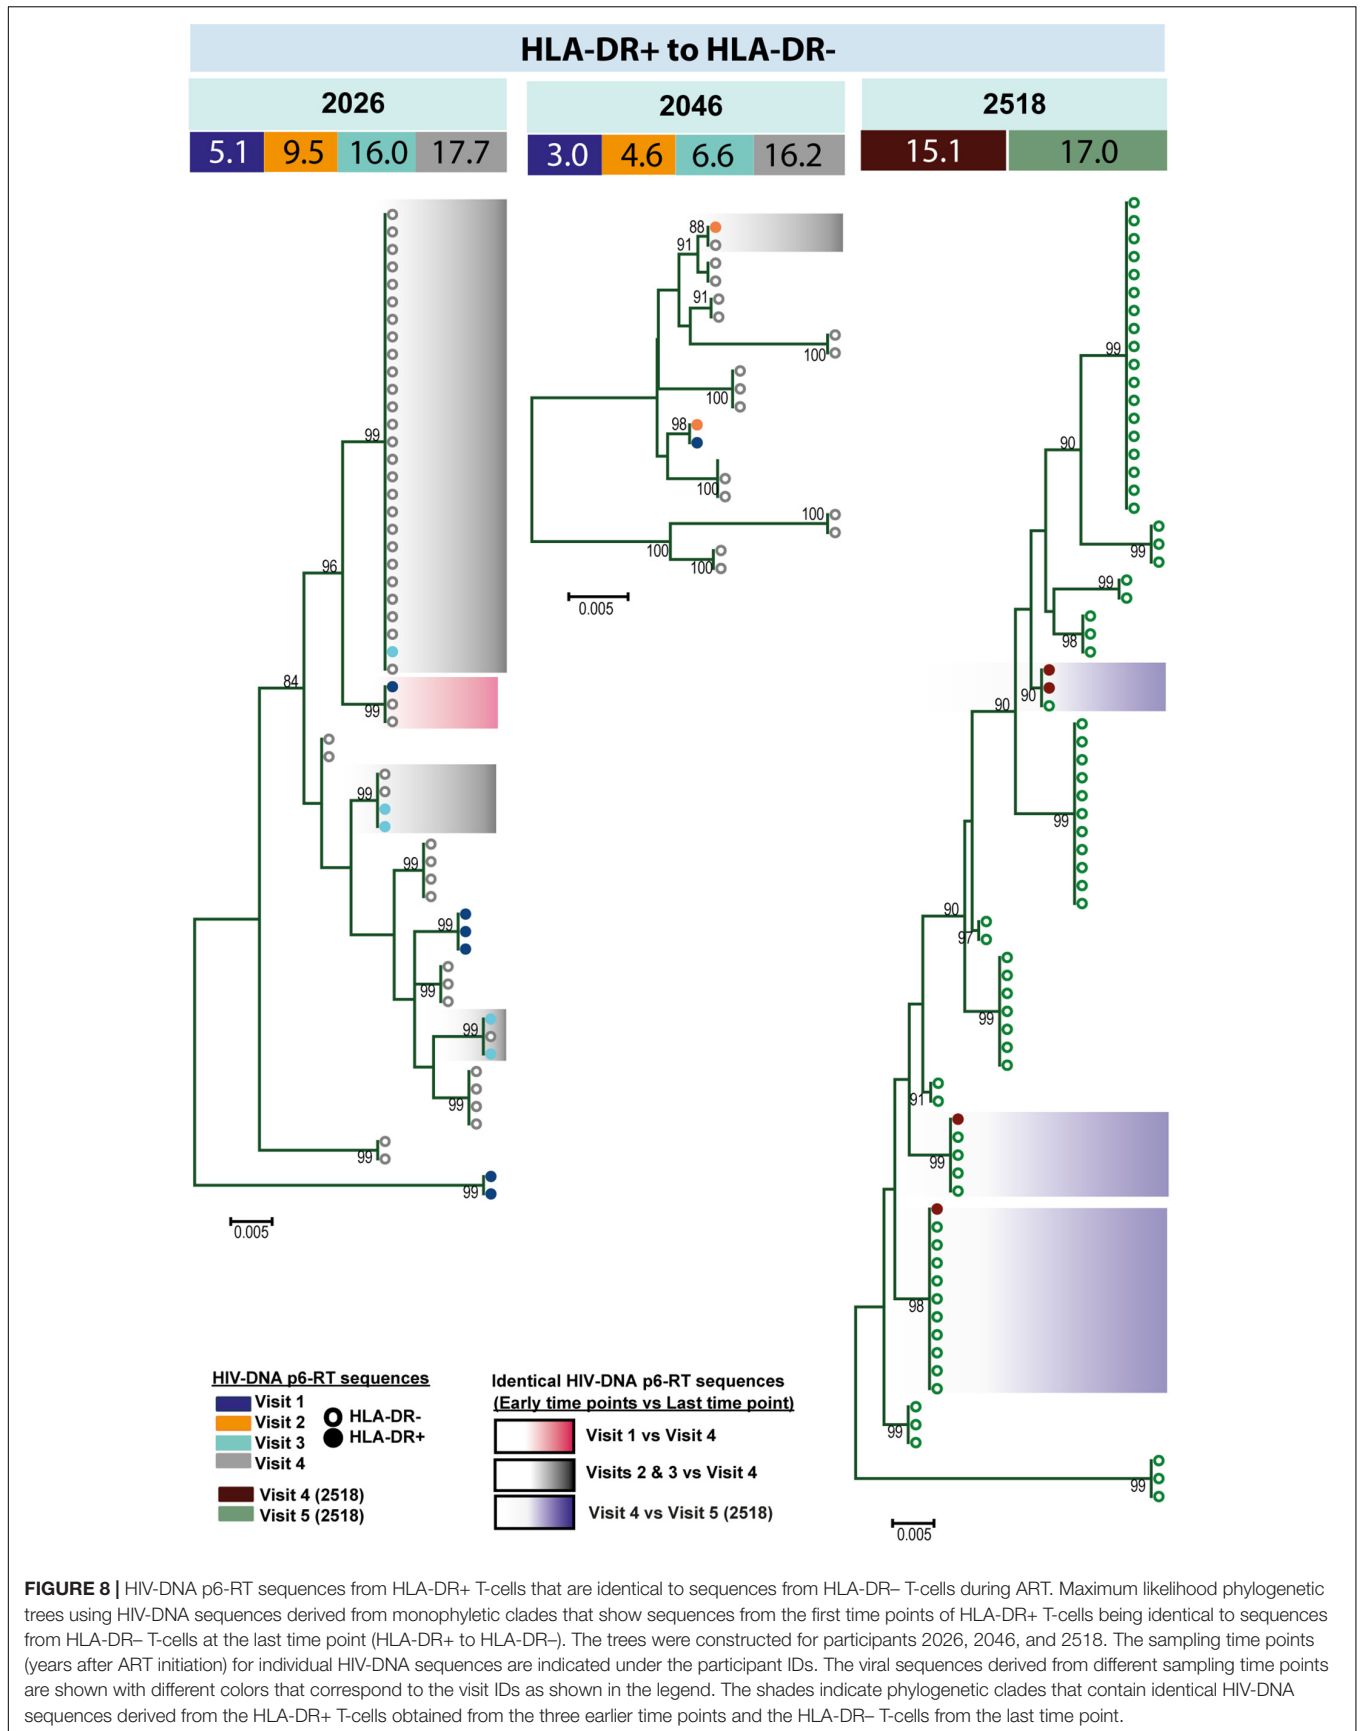 HLA-DR+ to HLA-DR-
2026
2046
2518
5.1 9.5 16.0 17.7
3.0 4.6 6.6 16.2
15.1 17.0
99
96
84
99
99
99
99
99
99
99
99
99
0.005
88
91
91
100
100
98
100
100
100
100
0.005
99
90
99
99
98
90
90
99
90
97
99
91
99
98
99
99
0.005
HIV-DNA p6-RT sequences
Visit 1
Visit 2
Visit 3
Visit 4
HLA-DR-
HLA-DR+
Visit 4 (2518)
Visit 5 (2518)
Identical HIV-DNA p6-RT sequences
(Early time points vs Last time point)
Visit 1 vs Visit 4
Visits 2 & 3 vs Visit 4
Visit 4 vs Visit 5 (2518)
FIGURE 8 | HIV-DNA p6-RT sequences from HLA-DR+ T-cells that are identical to sequences from HLA-DR– T-cells during ART. Maximum likelihood phylogenetic
trees using HIV-DNA sequences derived from monophyletic clades that show sequences from the first time points of HLA-DR+ T-cells being identical to sequences
from HLA-DR– T-cells at the last time point (HLA-DR+ to HLA-DR–). The trees were constructed for participants 2026, 2046, and 2518. The sampling time points
(years after ART initiation) for individual HIV-DNA sequences are indicated under the participant IDs. The viral sequences derived from different sampling time points
are shown with different colors that correspond to the visit IDs as shown in the legend. The shades indicate phylogenetic clades that contain identical HIV-DNA
sequences derived from the HLA-DR+ T-cells obtained from the three earlier time points and the HLA-DR– T-cells from the last time point.